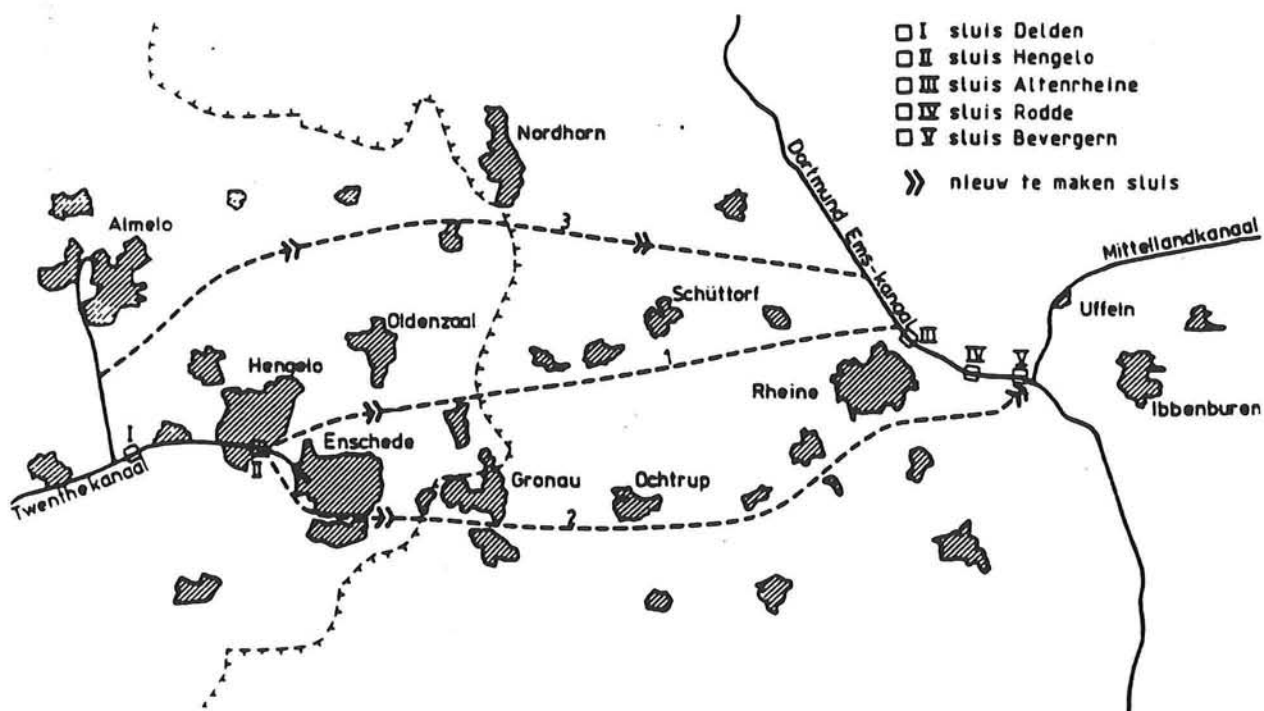 I sluis Delden
II sluis Hengelo
III sluis Altenrheine
IV sluis Rodde
V sluis Bevergern
nieuw te maken sluis
Nordhorn
Dortmund Ems-kanaal
Almelo
3
Mittellandkanaal
Schüttorf
Uffeln
Oldenzaal
III
Hengelo
1
IV
V
Rheine
Ibbenburen
I
Enschede
II
Twenthekanaal
Gronau
Ochtrup
2